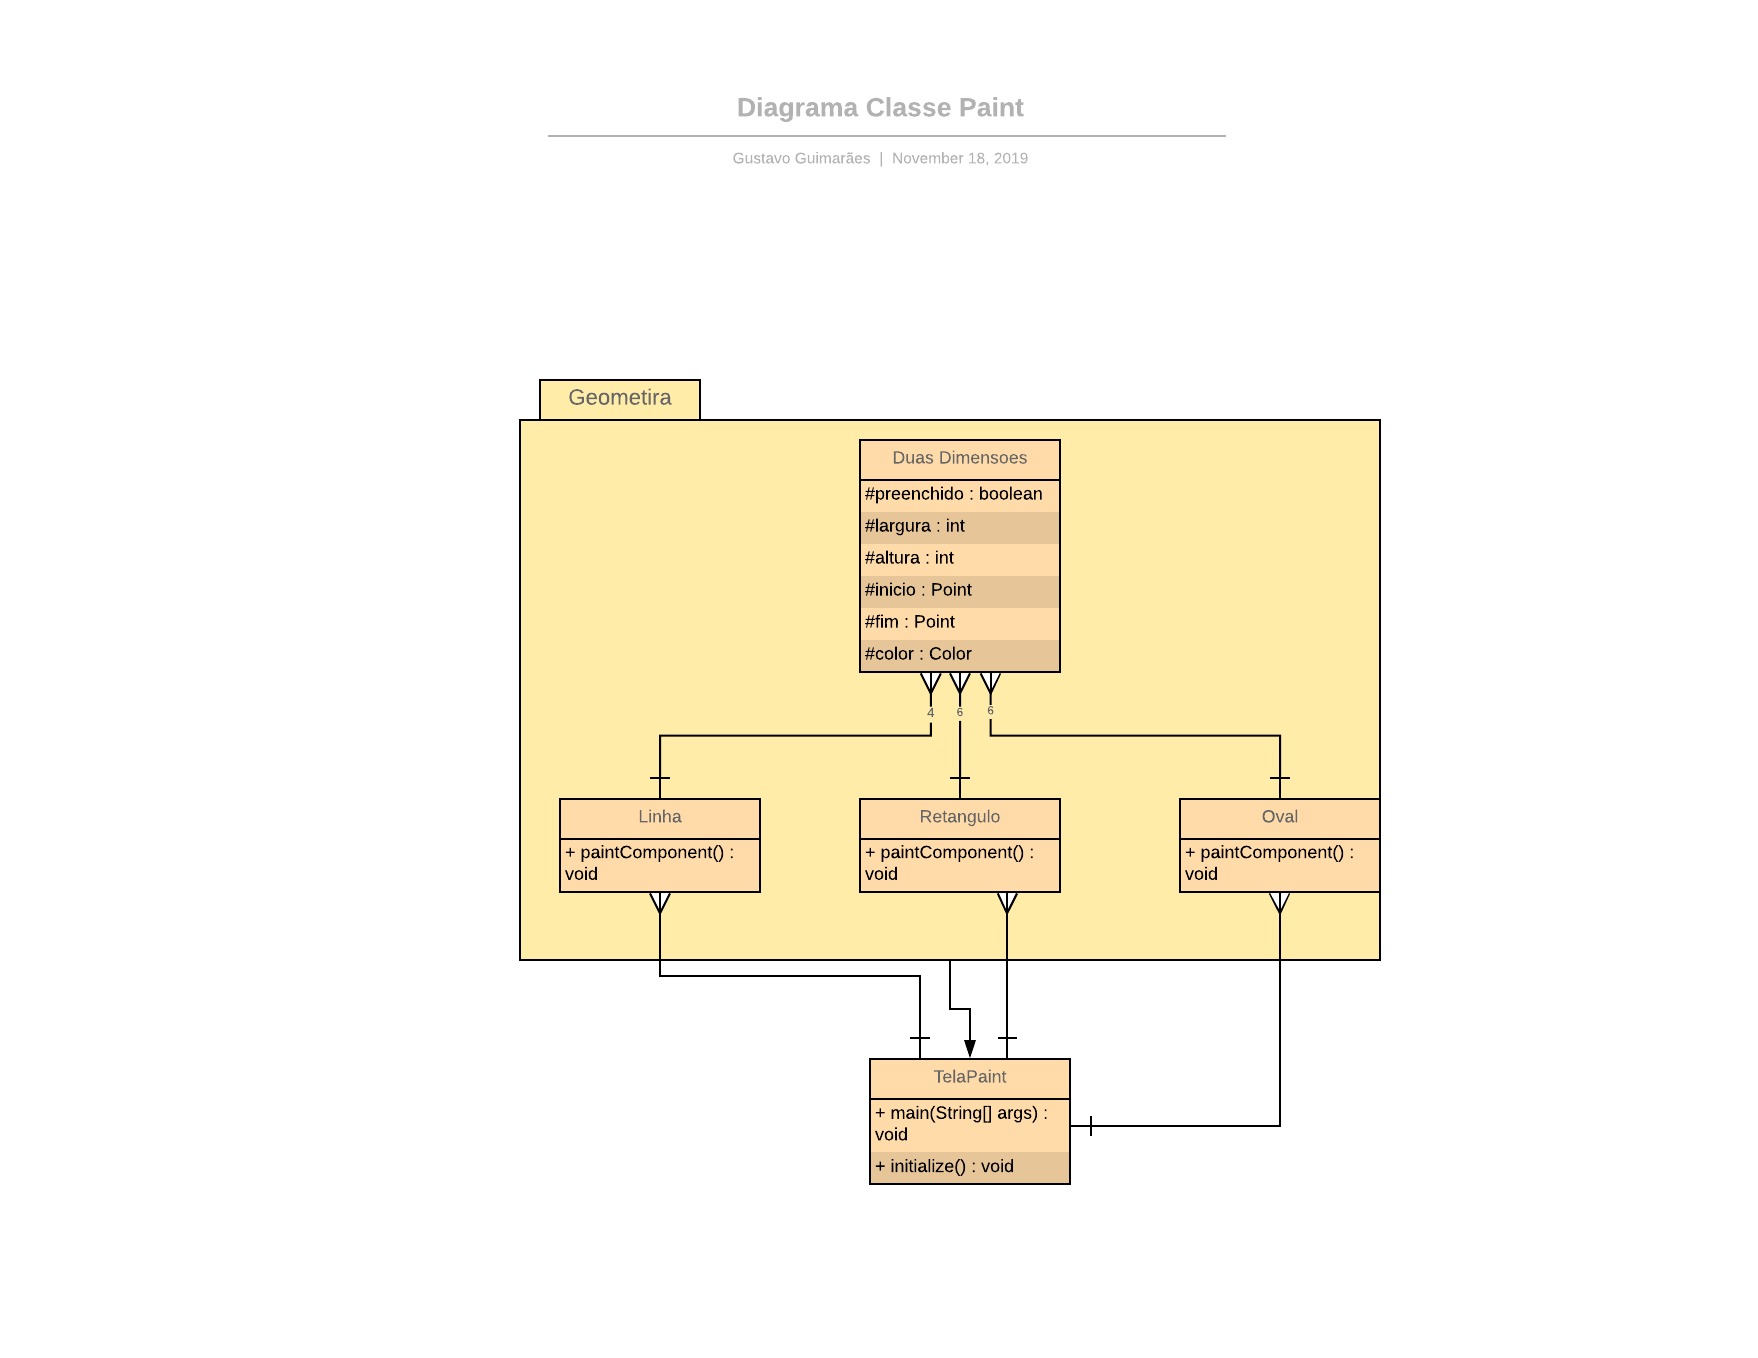 Diagrama Classe Paint
Gustavo Guimarães | November 18, 2019
Geometira
Duas Dimensoes
#preenchido : boolean
#largura : int
#altura : int
#inicio : Point
#fim : Point
#color : Color
4 6 6
Linha
+ paintComponent() :
void
Retangulo
+ paintComponent() :
void
Oval
+ paintComponent() :
void
TelaPaint
+ main(String[] args) :
void
+ initialize() : void